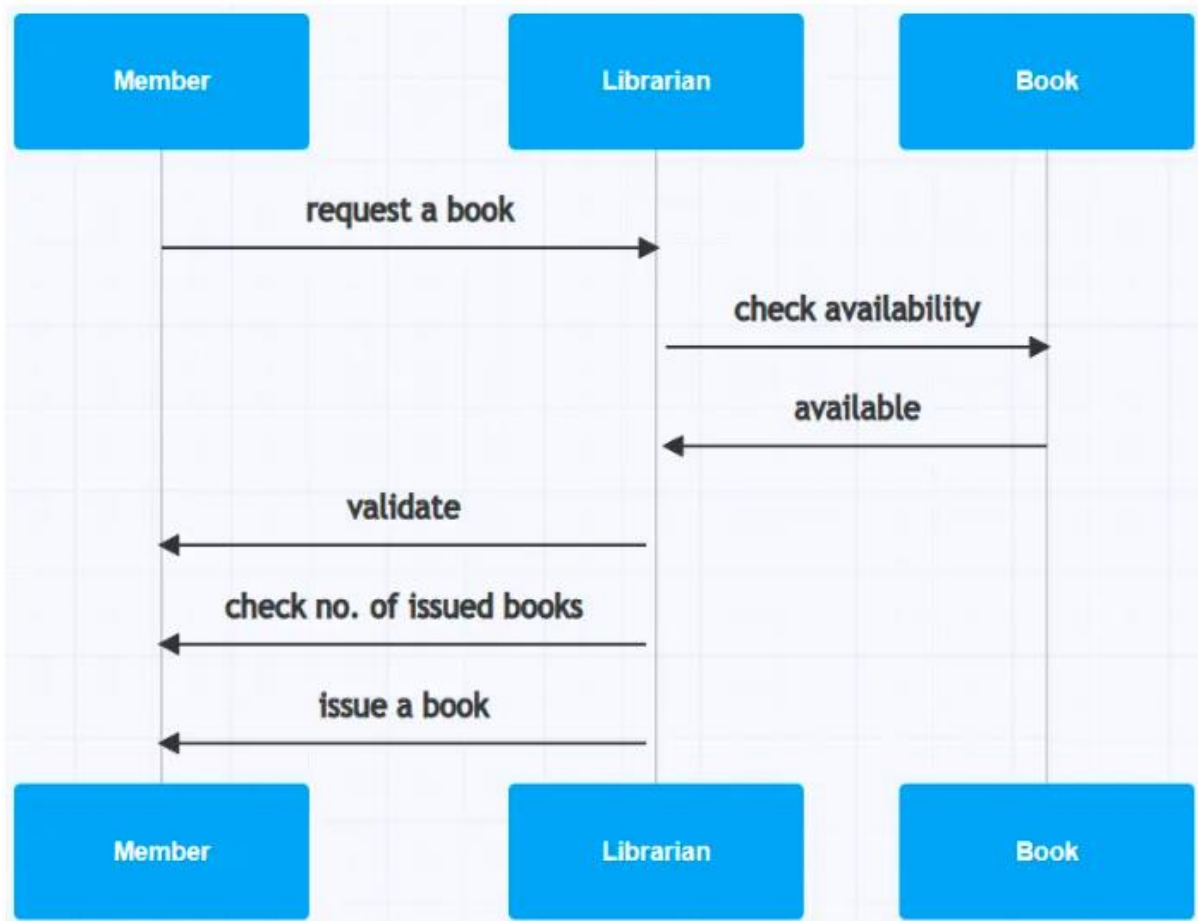 Member
Librarian
Book
request a book
check availability
available
validate
check no. of issued books
issue a book
Member
Librarian
Book